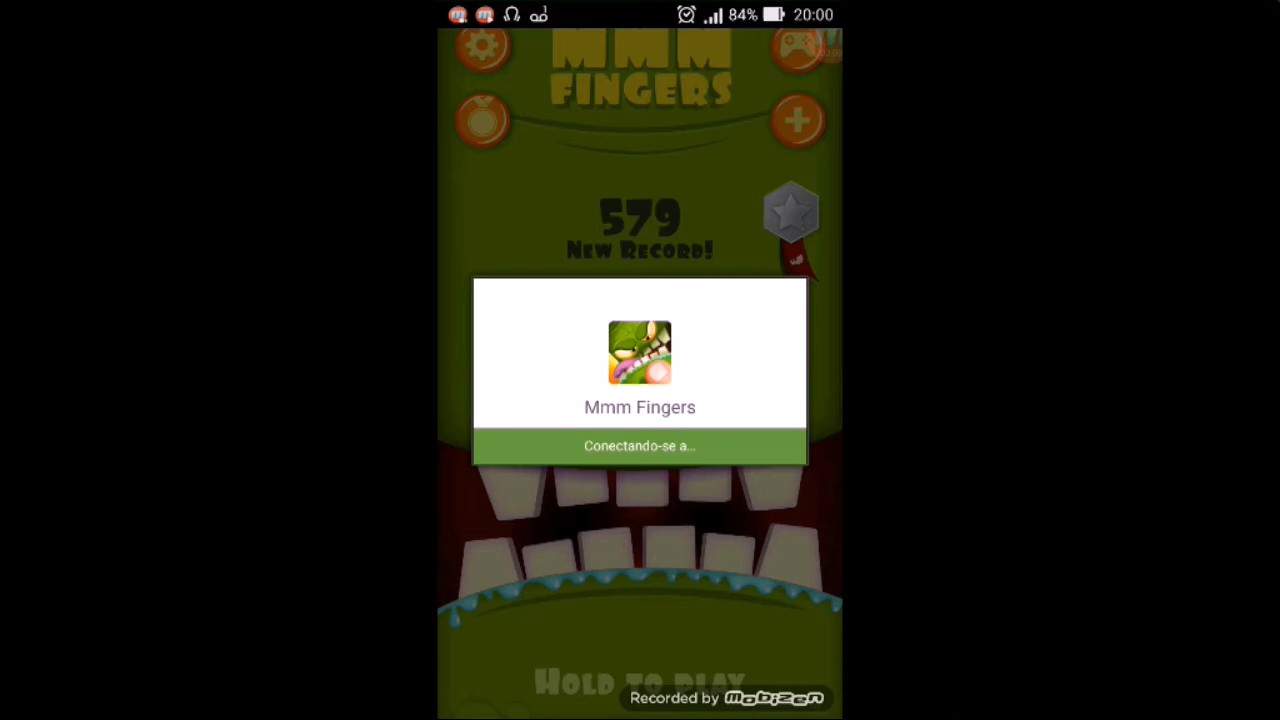 84% 20:00
MMM
FINGERS
579
New Record!
Mmm Fingers
Conectando-se a...
Hold to play
Recorded by Mobizen